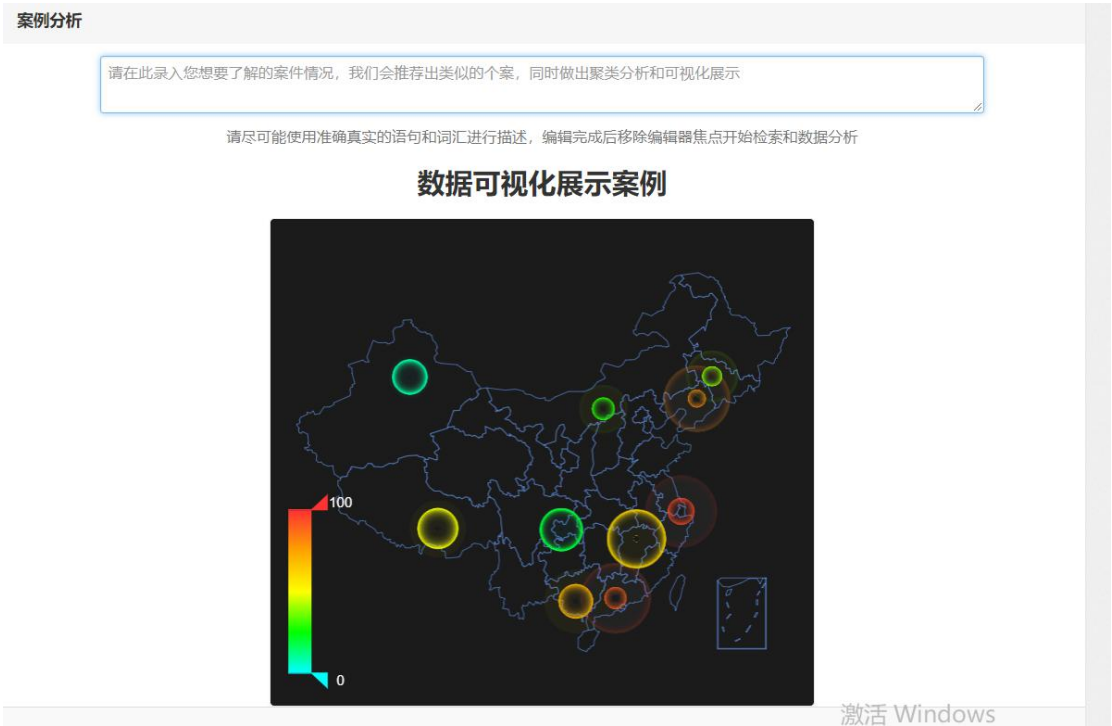 案例分析
请在此录入您想要了解的案件情况，我们会推荐出类似的个案，同时做出聚类分析和可视化展示
请尽可能使用准确真实的语句和词汇进行描述，编辑完成后移除编辑器焦点开始检索和数据分析
数据可视化展示案例
100
0
激活 Windows